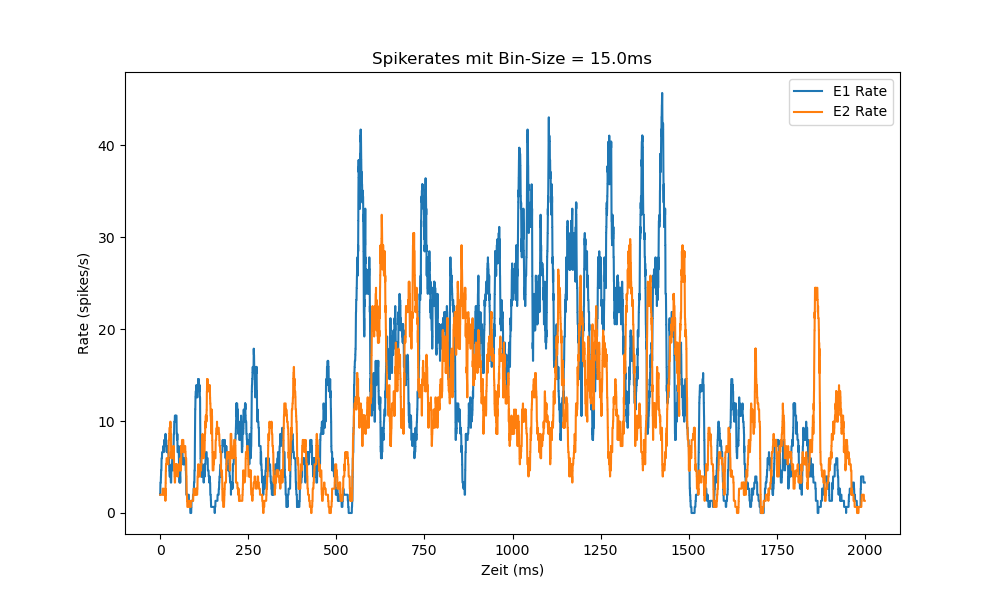 Spikerates mit Bin-Size = 15.0ms
E1 Rate
E2 Rate
Rate (spikes/s)
40
30
20
10
0
0 250 500 750 1000 1250 1500 1750 2000
Zeit (ms)